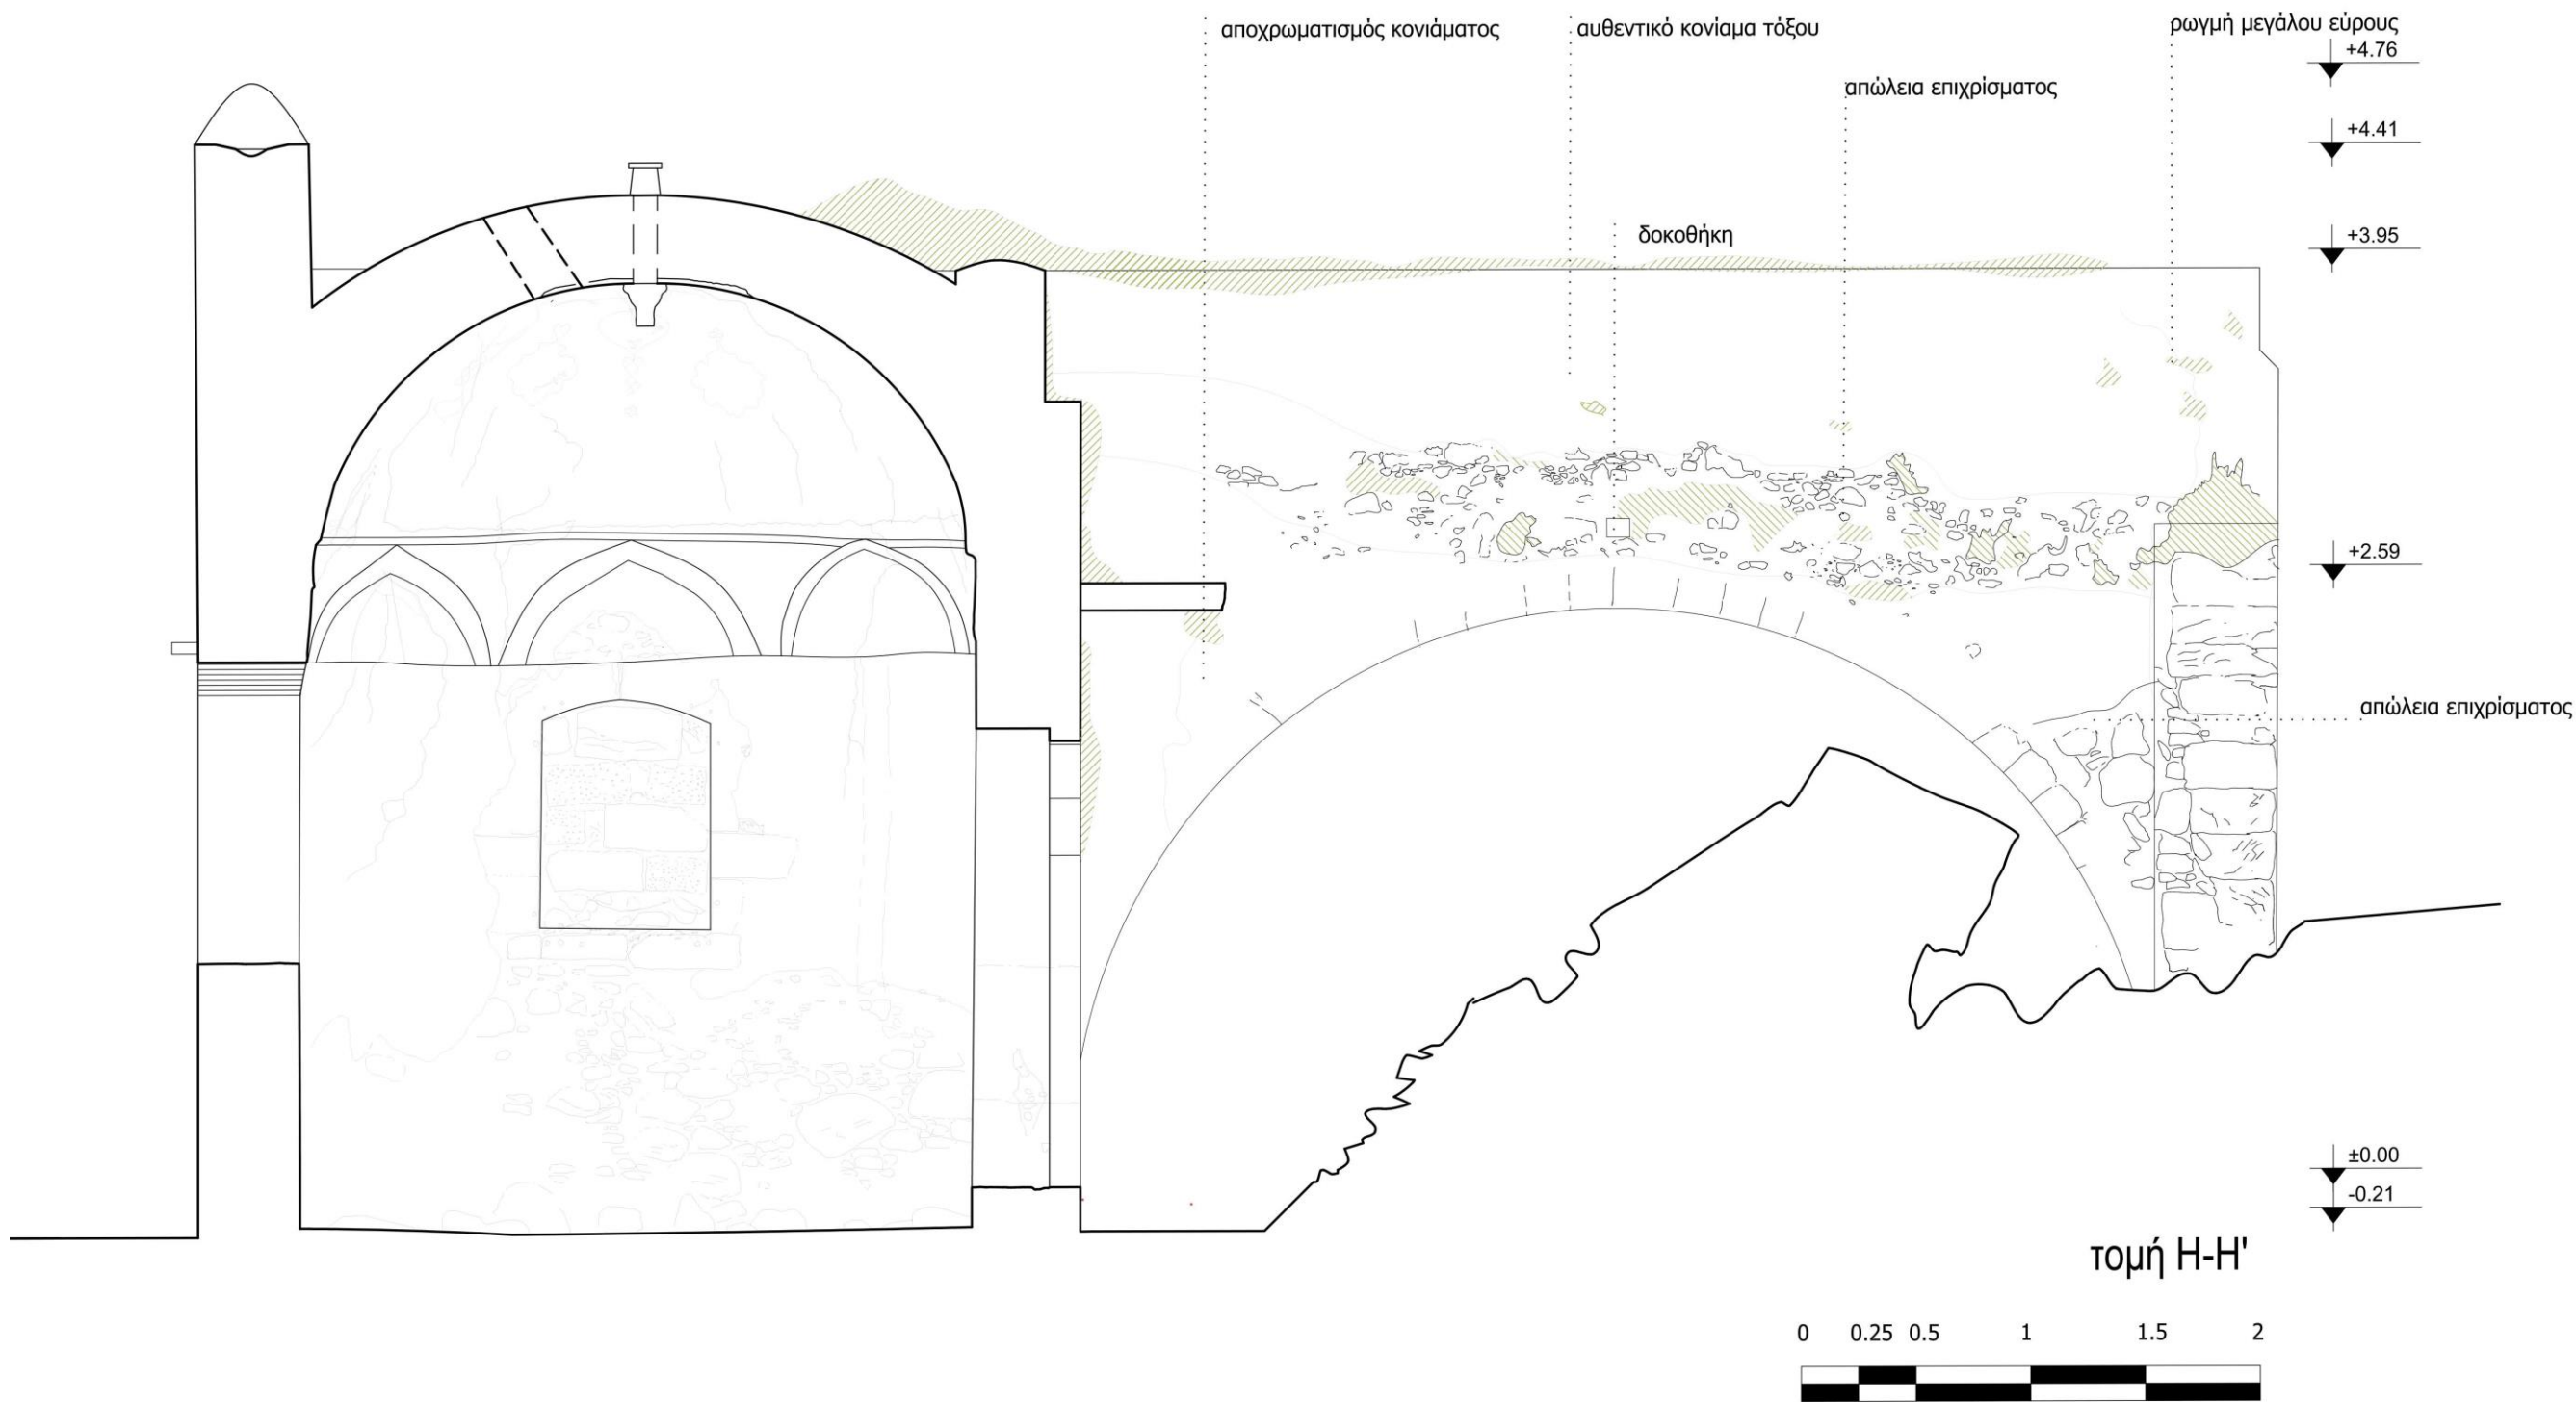 αποχρωματισμός κονιάματος
αυθεντικό κονίαμα τόξου
ρωγμή μεγάλου εύρους
+4.76
απώλεια επιχρίσματος
+4.41
δοκοθήκη
+3.95
+2.59
απώλεια επιχρίσματος
±0.00
-0.21
τομή Η-Η'
0 0.25 0.5 1 1.5 2